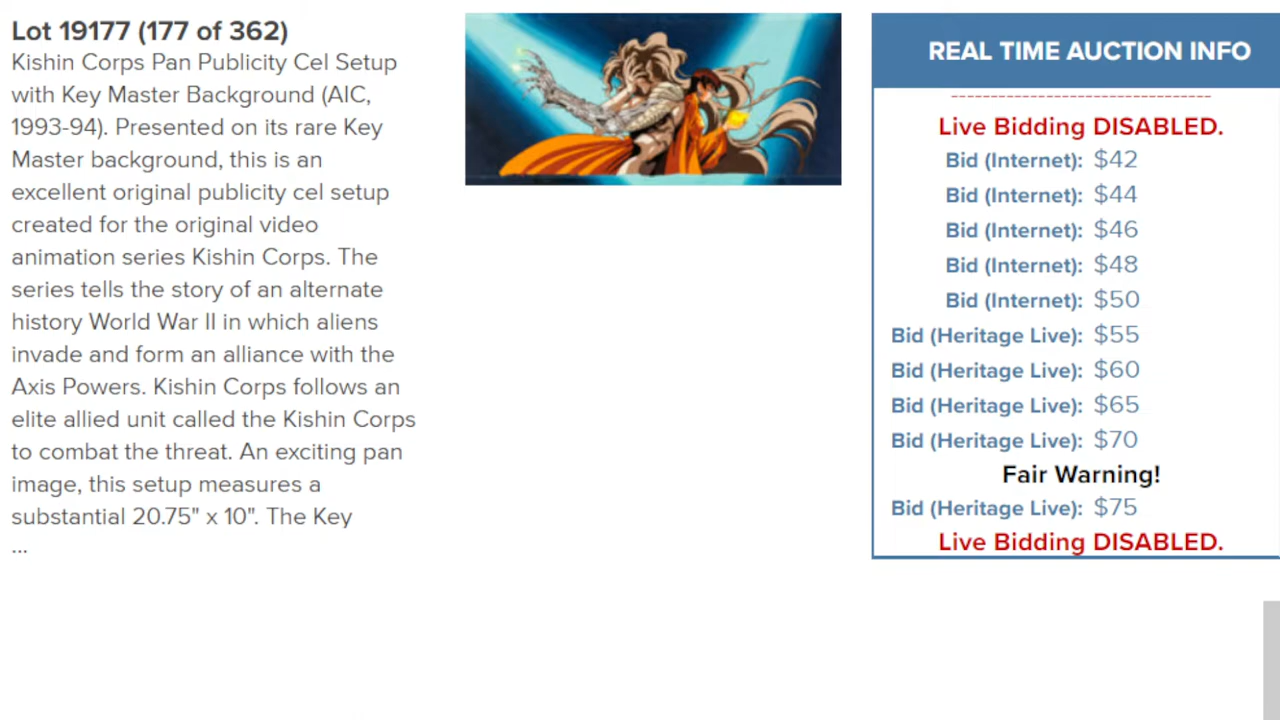 Lot 19177 (177 of 362)
Kishin Corps Pan Publicity Cel Setup
with Key Master Background (AIC,
1993-94). Presented on its rare Key
Master background, this is an
excellent original publicity cel setup
created for the original video
animation series Kishin Corps. The
series tells the story of an alternate
history World War II in which aliens
invade and form an alliance with the
Axis Powers. Kishin Corps follows an
elite allied unit called the Kishin Corps
to combat the threat. An exciting pan
image, this setup measures a
substantial 20.75" x 10". The Key
...
REAL TIME AUCTION INFO
--------------------------------
Live Bidding DISABLED.
Bid (Internet): $42
Bid (Internet): $44
Bid (Internet): $46
Bid (Internet): $48
Bid (Internet): $50
Bid (Heritage Live): $55
Bid (Heritage Live): $60
Bid (Heritage Live): $65
Bid (Heritage Live): $70
Fair Warning!
Bid (Heritage Live): $75
Live Bidding DISABLED.